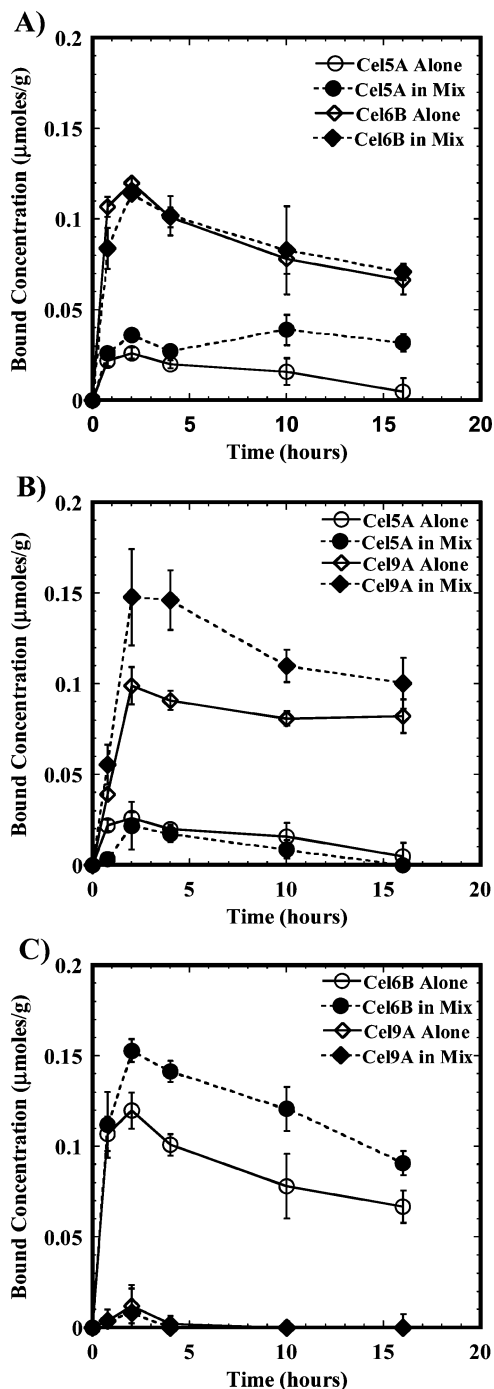 A)
Bound Concentration (μmoles/g)
0.2
0.15
0.1
0.05
0
Cel5A Alone
Cel5A in Mix
Cel6B Alone
Cel6B in Mix
0 5 10 15 20
Time (hours)
B)
Bound Concentration (μmoles/g)
0.2
0.15
0.1
0.05
0
Cel5A Alone
Cel5A in Mix
Cel9A Alone
Cel9A in Mix
0 5 10 15 20
Time (hours)
C)
Bound Concentration (μmoles/g)
0.2
0.15
0.1
0.05
0
Cel6B Alone
Cel6B in Mix
Cel9A Alone
Cel9A in Mix
0 4 8 12 16 20
Time (hours)